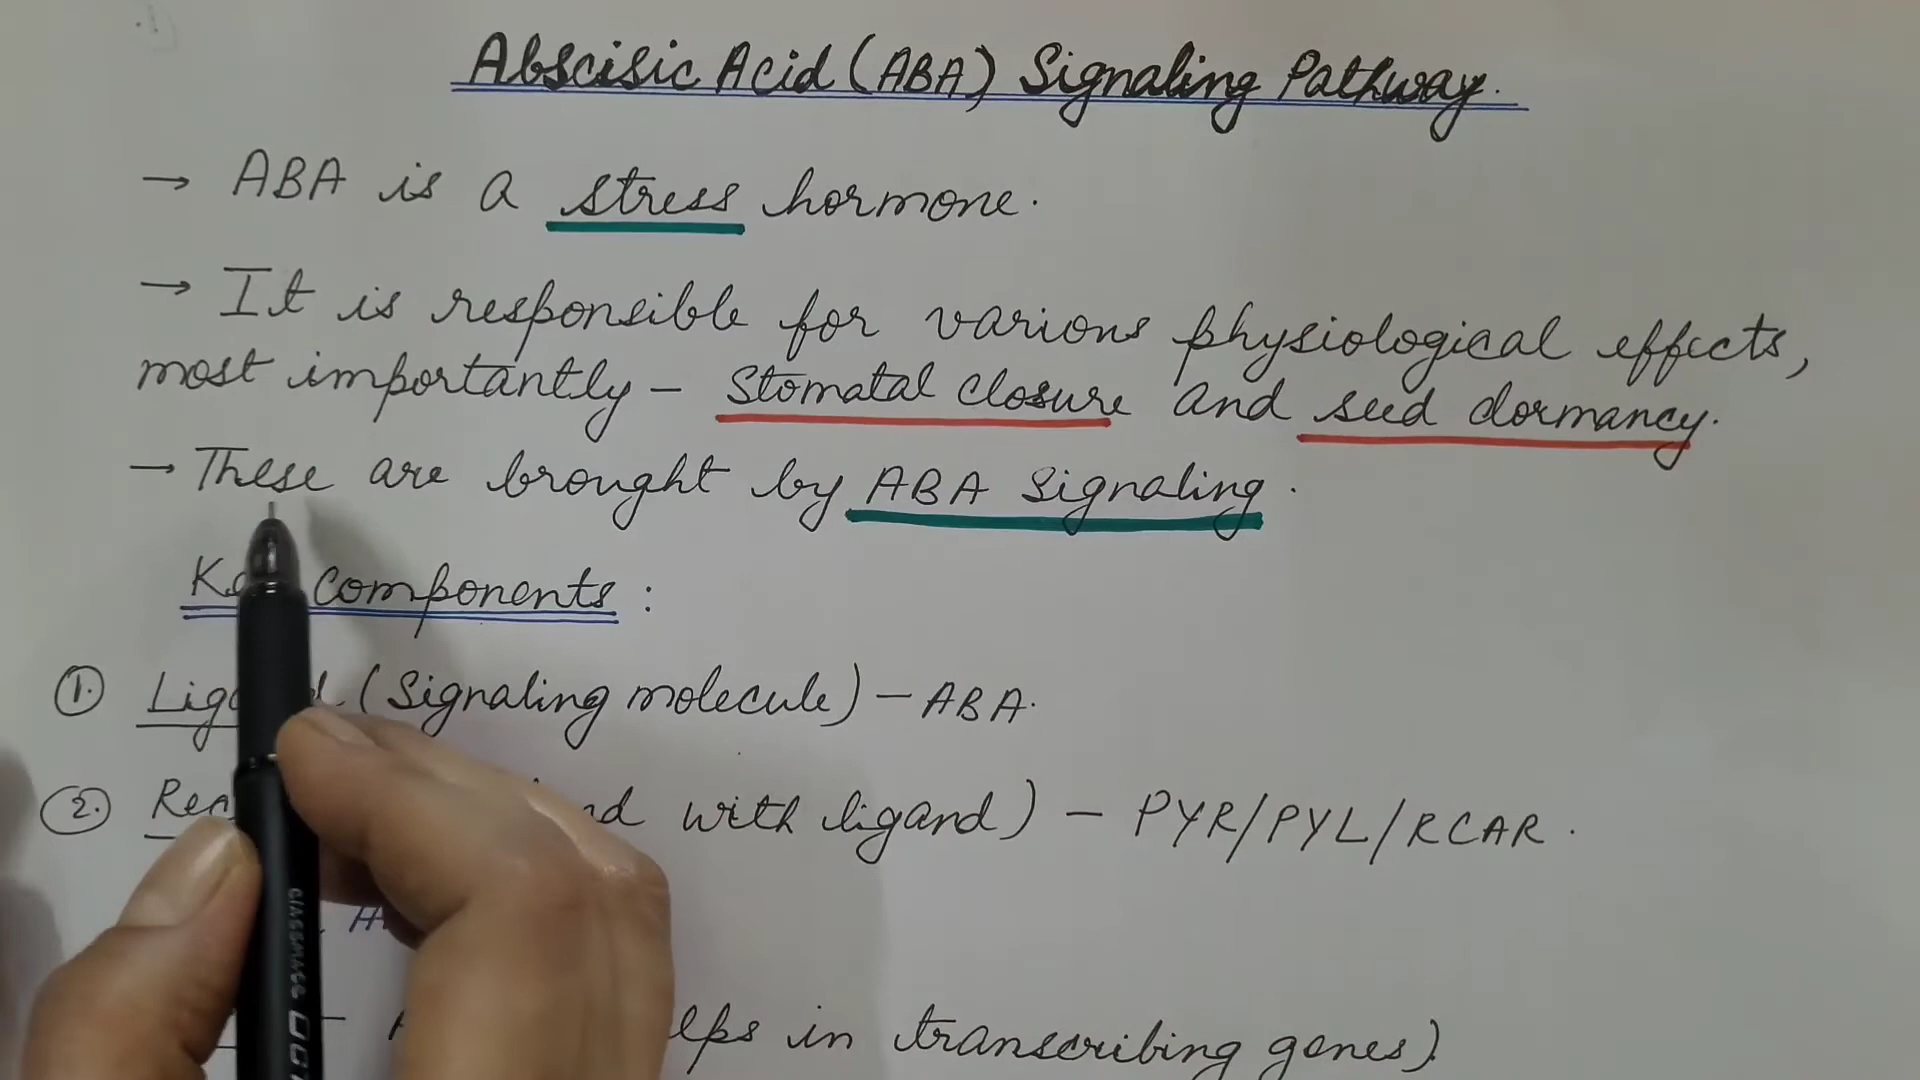 Abscisic Acid (ABA) Signaling Pathway.
→ ABA is a stress hormone.
→ It is responsible for various physiological effects,
most importantly - Stomatal closure and seed dormancy.
→ These are brought by ABA signaling.
Components :
1. (Signaling molecule) - ABA.
2. with ligand) - PYR/PYL/RCAR.
in transcribing genes)